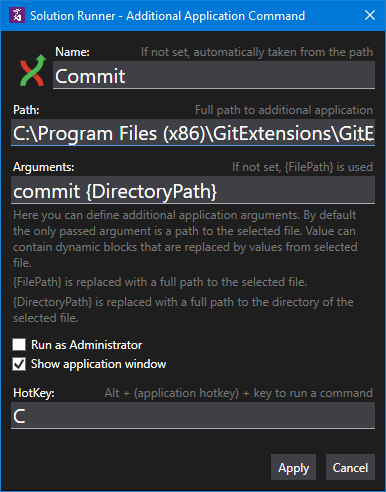 Solution Runner - Additional Application Command
Name: If not set, automatically taken from the path
Commit
Path: Full path to additional application
C:\Program Files (x86)\GitExtensions\GitE
Arguments: If not set, {FilePath} is used
commit {DirectoryPath}
Here you can define additional application arguments. By default
the only passed argument is a path to the selected file. Value can
contain dynamic blocks that are replaced by values from selected
file.
{FilePath} is replaced with a full path to the selected file.
{DirectoryPath} is replaced with a full path to the directory of the
selected file.
Run as Administrator
Show application window
HotKey: Alt + (application hotkey) + key to run a command
C
Apply Cancel